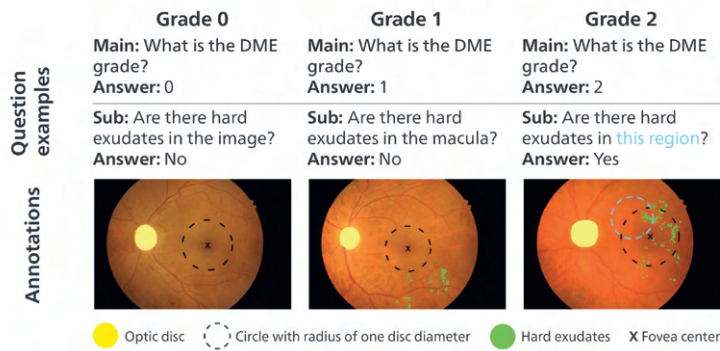 Grade 0
Grade 1
Grade 2
Question
examples
Main: What is the DME
grade?
Answer: 0
Main: What is the DME
grade?
Answer: 1
Main: What is the DME
grade?
Answer: 2
Sub: Are there hard
exudates in the image?
Answer: No
Sub: Are there hard
exudates in the macula?
Answer: No
Sub: Are there hard
exudates in this region?
Answer: Yes
Annotations
x
x
x
Optic disc
Circle with radius of one disc diameter
Hard exudates
X Fovea center